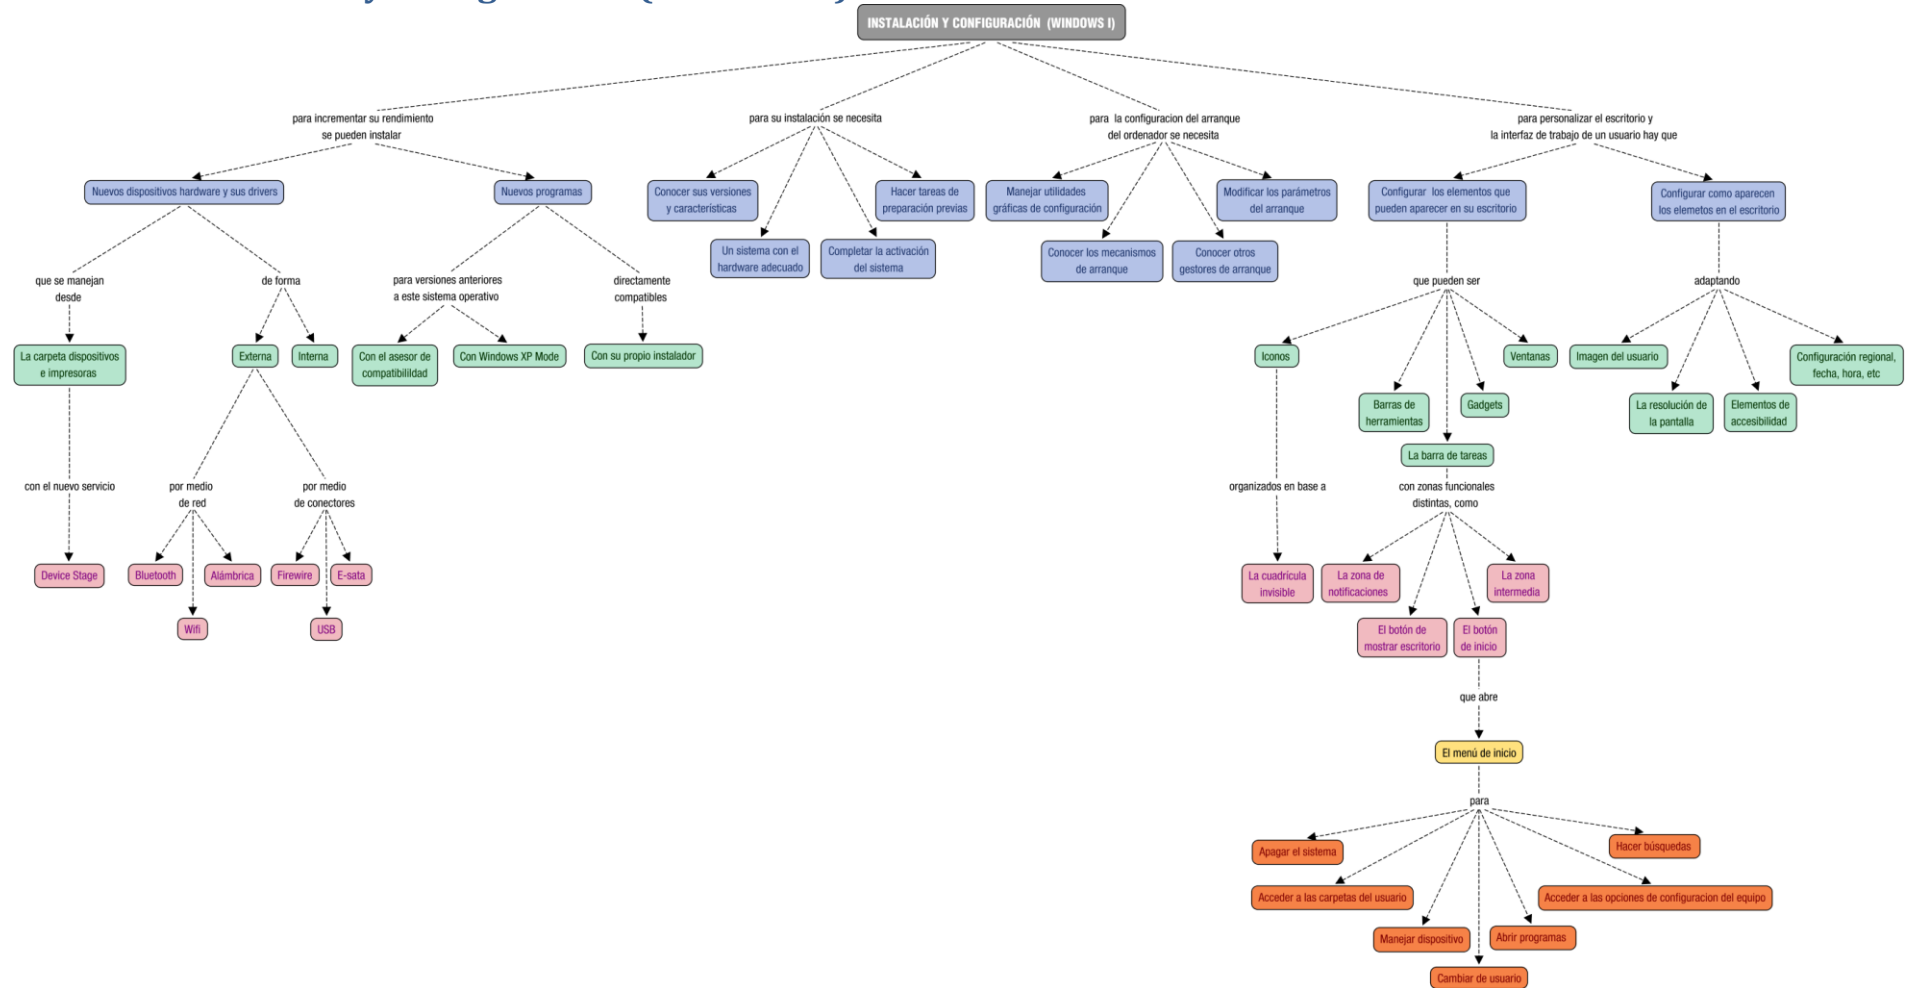 INSTALACIÓN Y CONFIGURACIÓN (WINDOWS I)
para incrementar su rendimiento
se pueden instalar
para su instalación se necesita
para la configuracion del arranque
del ordenador se necesita
para personalizar el escritorio y
la interfaz de trabajo de un usuario hay que
Nuevos dispositivos hardware y sus drivers
Nuevos programas
Conocer sus versiones
y características
Hacer tareas de
preparación previas
Manejar utilidades
gráficas de configuración
Modificar los parámetros
del arranque
Configurar los elementos que
pueden aparecer en su escritorio
Configurar como aparecen
los elemetos en el escritorio
Un sistema con el
hardware adecuado
Completar la activación
del sistema
Conocer los mecanismos
de arranque
Conocer otros
gestores de arranque
que se manejan
desde
de forma
para versiones anteriores
a este sistema operativo
directamente
compatibles
que pueden ser
adaptando
La carpeta dispositivos
e impresoras
Externa
Interna
Con el asesor de
compatibilildad
Con Windows XP Mode
Con su propio instalador
Iconos
Ventanas
Imagen del usuario
Configuración regional,
fecha, hora, etc
Barras de
herramientas
Gadgets
La resolución de
la pantalla
Elementos de
accesibilidad
La barra de tareas
con el nuevo servicio
por medio
de red
por medio
de conectores
organizados en base a
con zonas funcionales
distintas, como
Device Stage
Bluetooth
Alámbrica
Firewire
E-sata
La cuadrícula
invisible
La zona de
notificaciones
La zona
intermedia
Wifi
USB
El botón de
mostrar escritorio
El botón
de inicio
que abre
El menú de inicio
para
Apagar el sistema
Hacer búsquedas
Acceder a las carpetas del usuario
Acceder a las opciones de configuracion del equipo
Manejar dispositivo
Abrir programas
Cambiar de usuario